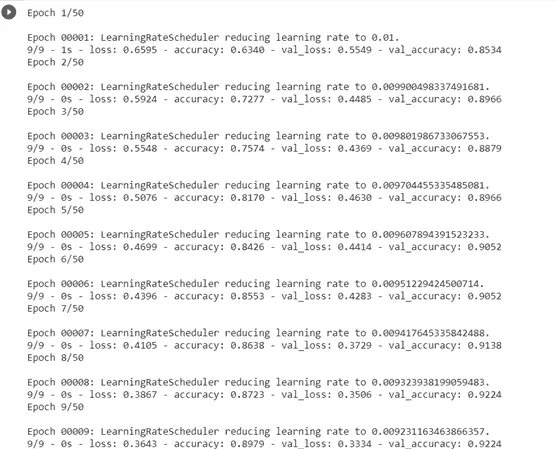 Epoch 1/50
Epoch 00001: LearningRateScheduler reducing learning rate to 0.01.
9/9 - 1s - loss: 0.6595 - accuracy: 0.6340 - val_loss: 0.5549 - val_accuracy: 0.8534
Epoch 2/50
Epoch 00002: LearningRateScheduler reducing learning rate to 0.009900498337491681.
9/9 - 0s - loss: 0.5924 - accuracy: 0.7277 - val_loss: 0.4485 - val_accuracy: 0.8966
Epoch 3/50
Epoch 00003: LearningRateScheduler reducing learning rate to 0.009801986733067553.
9/9 - 0s - loss: 0.5548 - accuracy: 0.7574 - val_loss: 0.4369 - val_accuracy: 0.8879
Epoch 4/50
Epoch 00004: LearningRateScheduler reducing learning rate to 0.009704455335485081.
9/9 - 0s - loss: 0.5076 - accuracy: 0.8170 - val_loss: 0.4630 - val_accuracy: 0.8966
Epoch 5/50
Epoch 00005: LearningRateScheduler reducing learning rate to 0.009607894391523233.
9/9 - 0s - loss: 0.4699 - accuracy: 0.8426 - val_loss: 0.4414 - val_accuracy: 0.9052
Epoch 6/50
Epoch 00006: LearningRateScheduler reducing learning rate to 0.00951229424500714.
9/9 - 0s - loss: 0.4396 - accuracy: 0.8553 - val_loss: 0.4283 - val_accuracy: 0.9052
Epoch 7/50
Epoch 00007: LearningRateScheduler reducing learning rate to 0.009417645335842488.
9/9 - 0s - loss: 0.4105 - accuracy: 0.8638 - val_loss: 0.3729 - val_accuracy: 0.9138
Epoch 8/50
Epoch 00008: LearningRateScheduler reducing learning rate to 0.009323938199059483.
9/9 - 0s - loss: 0.3867 - accuracy: 0.8723 - val_loss: 0.3506 - val_accuracy: 0.9224
Epoch 9/50
Epoch 00009: LearningRateScheduler reducing learning rate to 0.009231163463866357.
9/9 - 0s - loss: 0.3643 - accuracy: 0.8979 - val_loss: 0.3334 - val_accuracy: 0.9224